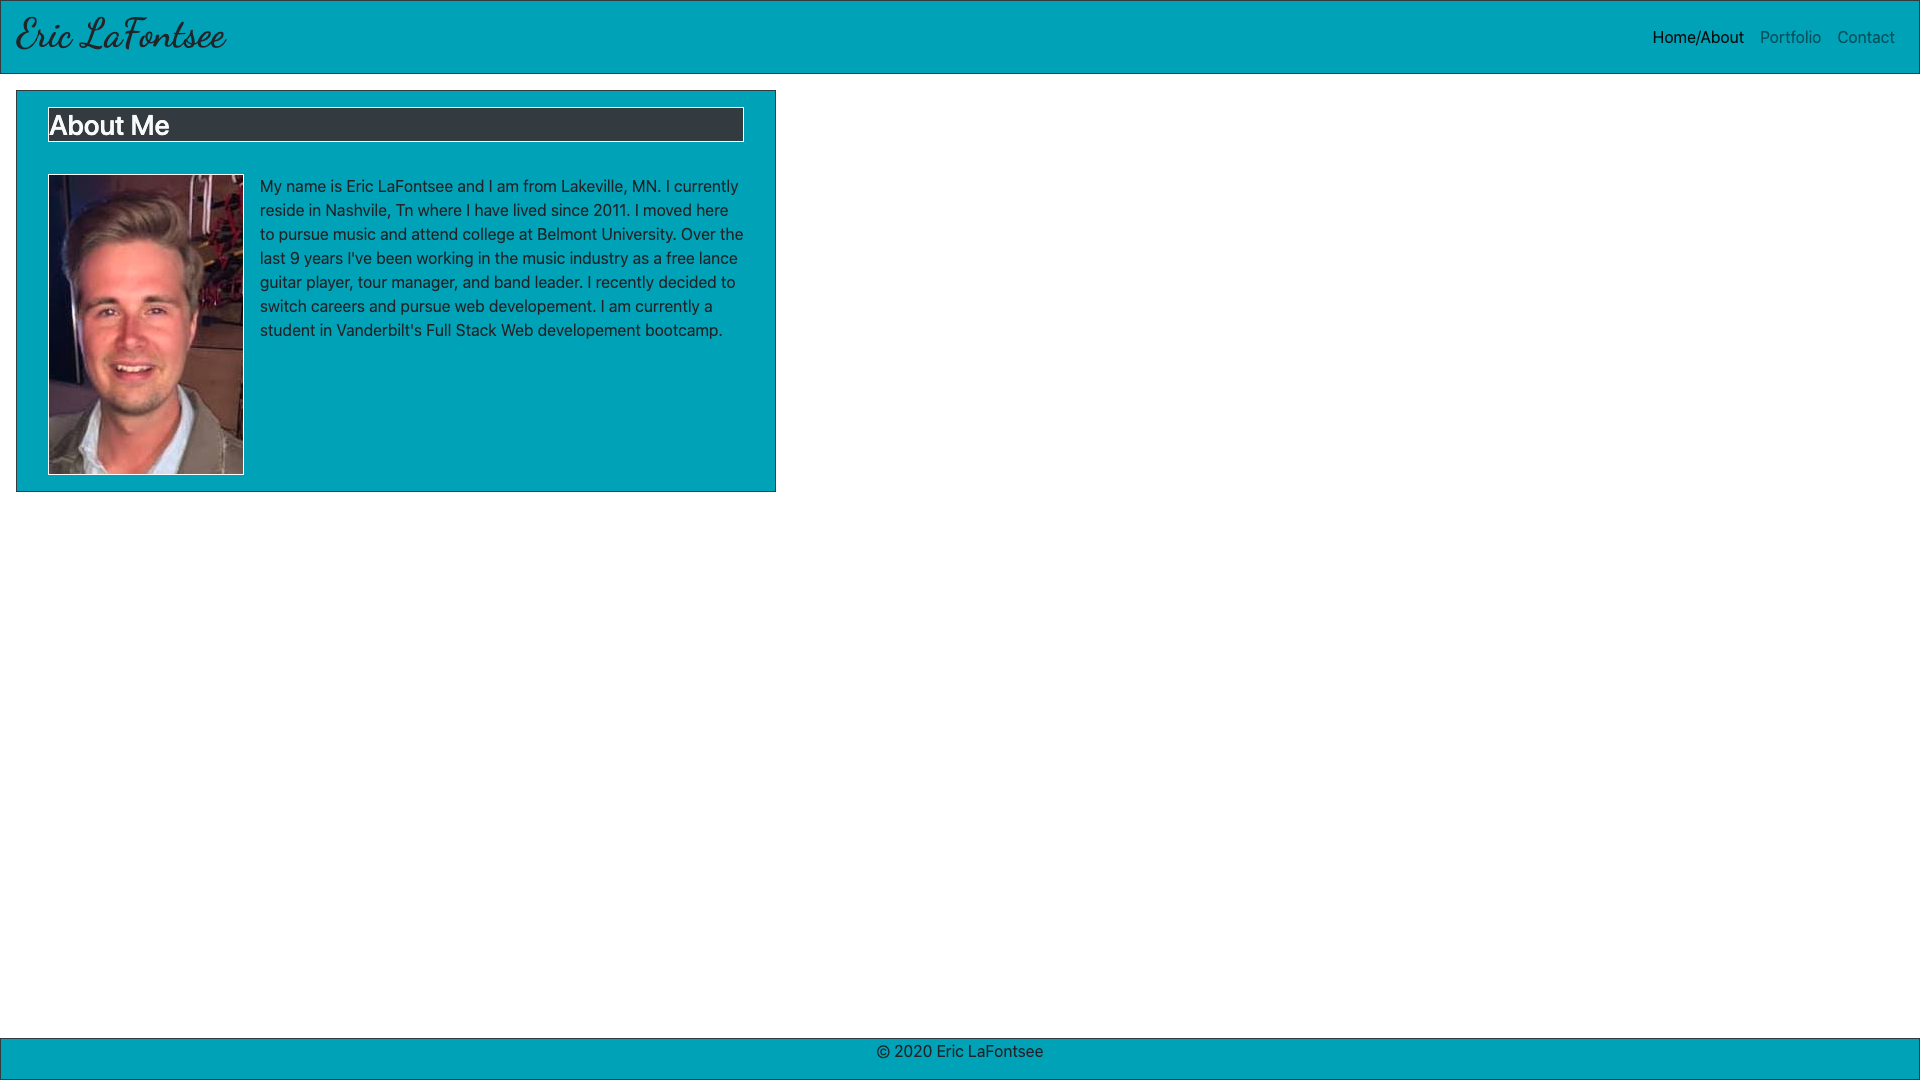 Eric LaFontsee
Home/About Portfolio Contact
About Me
My name is Eric LaFontsee and I am from Lakeville, MN. I currently
reside in Nashvile, Tn where I have lived since 2011. I moved here
to pursue music and attend college at Belmont University. Over the
last 9 years I've been working in the music industry as a free lance
guitar player, tour manager, and band leader. I recently decided to
switch careers and pursue web developement. I am currently a
student in Vanderbilt's Full Stack Web developement bootcamp.
© 2020 Eric LaFontsee